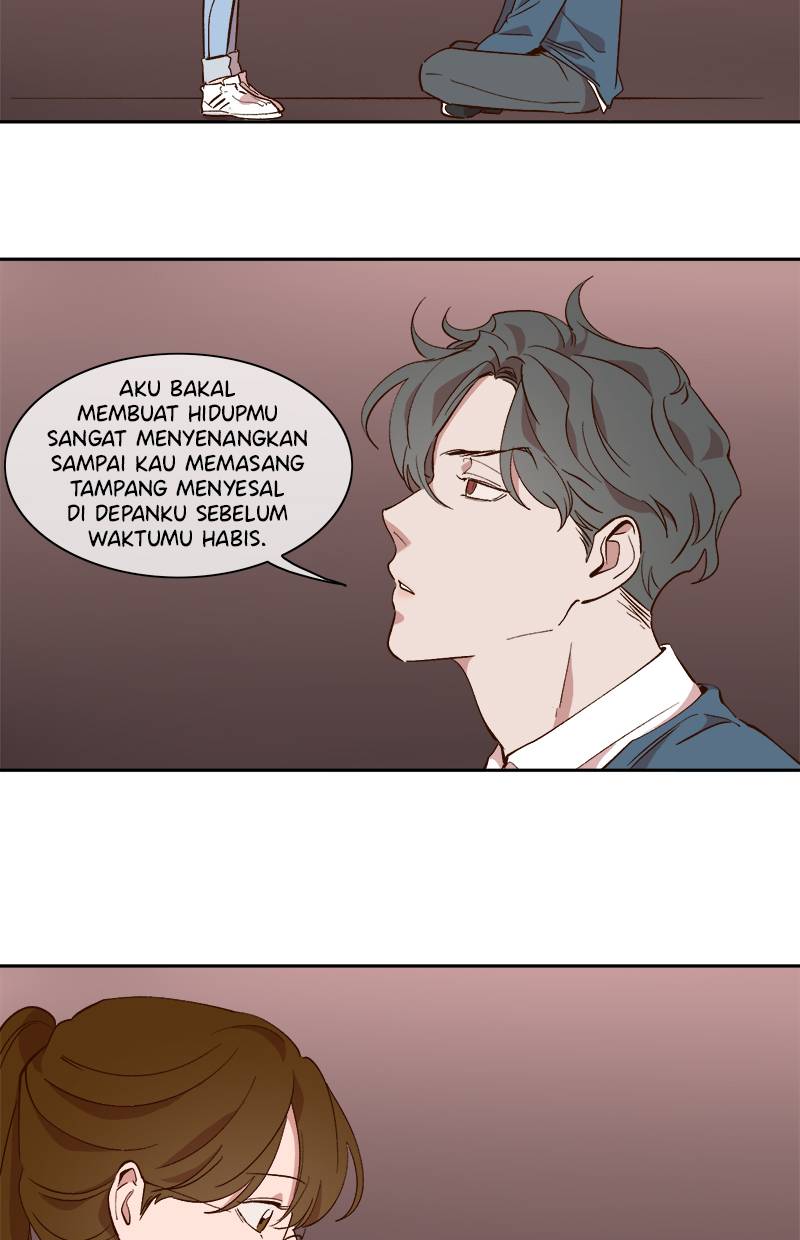 AKU BAKAL
MEMBUAT HIDUPMU
SANGAT MENYENANGKAN
SAMPAI KAU MEMASANG
TAMPANG MENYESAL
DI DEPANKU SEBELUM
WAKTUMU HABIS.